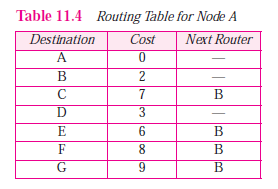 Table 11.4 Routing Table for Node A
Destination Cost Next Router
A 0 —
B 2 —
C 7 B
D 3 —
E 6 B
F 8 B
G 9 B